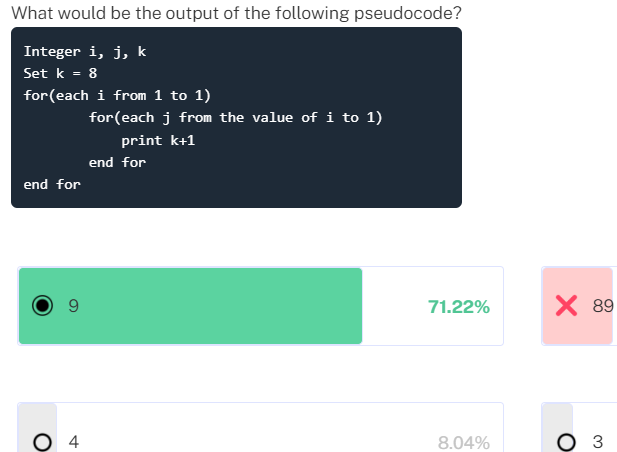 What would be the output of the following pseudocode?
Integer i, j, k
Set k = 8
for(each i from 1 to 1)
for(each j from the value of i to 1)
print k+1
end for
end for
9 71.22% 89
4 8.04% 3